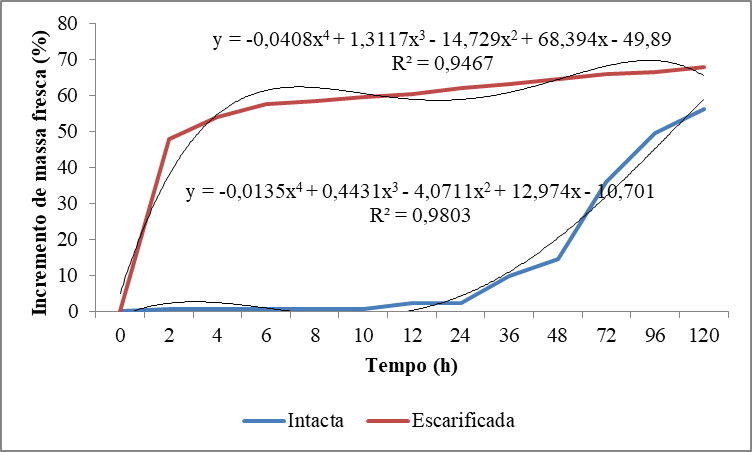 y = -0,0408x⁴ + 1,3117x³ - 14,729x² + 68,394x - 49,89
R² = 0,9467
y = -0,0135x⁴ + 0,4431x³ - 4,0711x² + 12,974x - 10,701
R² = 0,9803
Incremento de massa fresca (%)
80
70
60
50
40
30
20
10
0
0 2 4 6 8 10 12 24 36 48 72 96 120
Tempo (h)
Intacta Escarificada